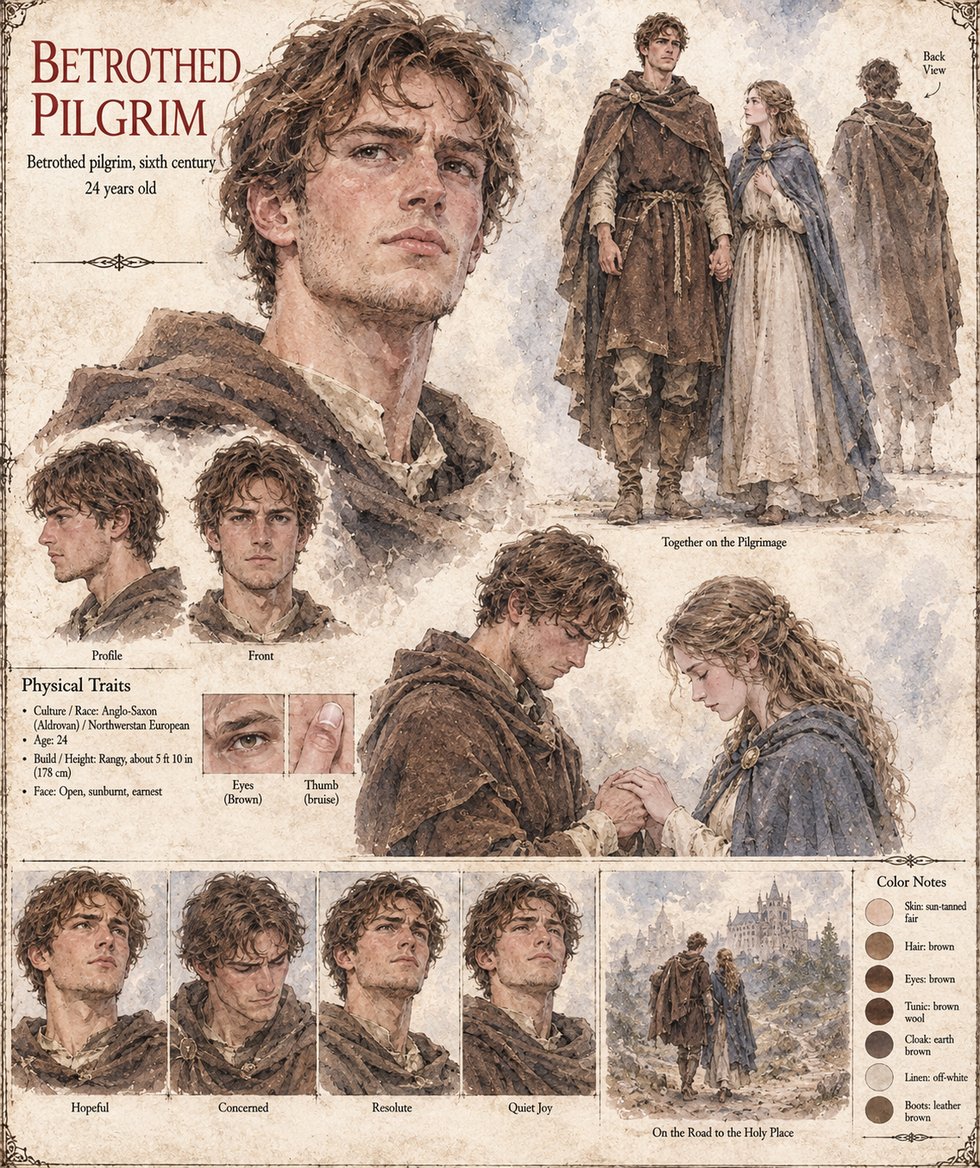 BETROTHED
PILGRIM
Betrothed pilgrim, sixth century
24 years old
Back
View
Together on the Pilgrimage
Profile
Front
Physical Traits
• Culture / Race: Anglo-Saxon
(Aldrovan) / Northwerstan European
• Age: 24
• Build / Height: Rangy, about 5 ft 10 in
(178 cm)
• Face: Open, sunburnt, earnest
Eyes
(Brown)
Thumb
(bruise)
Hopeful
Concerned
Resolute
Quiet Joy
On the Road to the Holy Place
Color Notes
Skin: sun-tanned
fair
Hair: brown
Eyes: brown
Tunic: brown
wool
Cloak: earth
brown
Linen: off-white
Boots: leather
brown